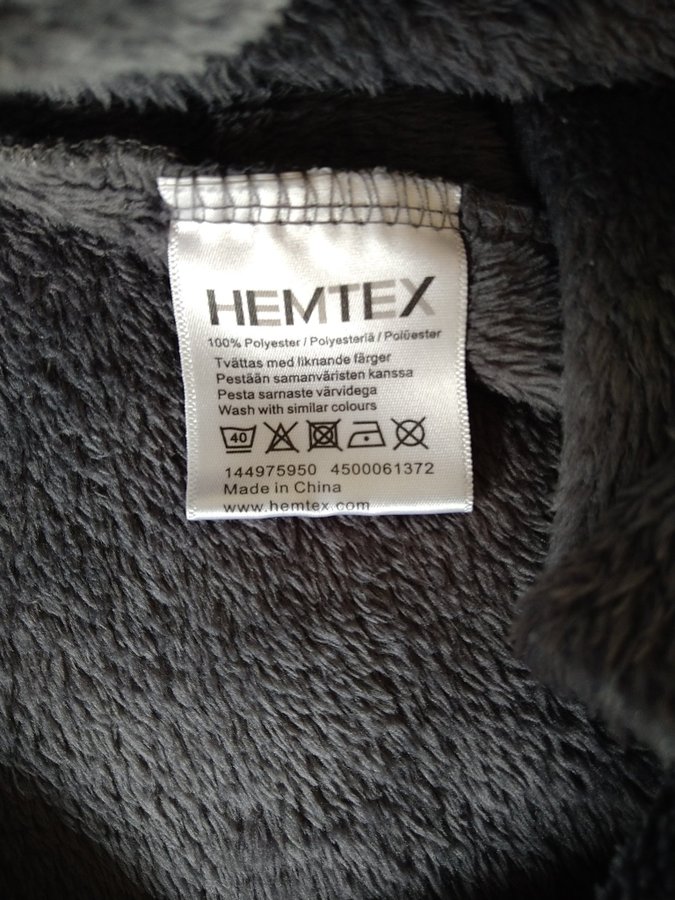 HEMTEX
100% Polyester / Polyesteriä / Polüester
Tvättas med liknande färger
Pestään samanväristen kanssa
Pesta sarnaste värvidega
Wash with similar colours
40
144975950 4500061372
Made in China
www.hemtex.com